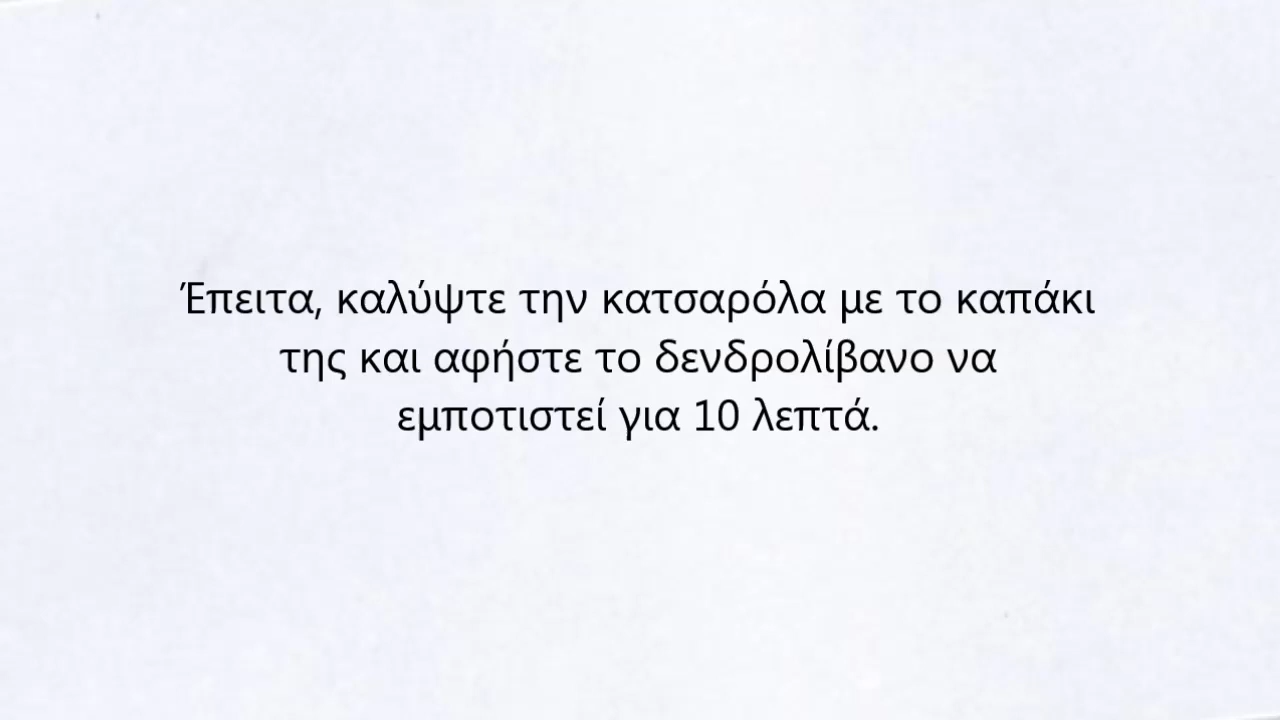 Έπειτα, καλύψτε την κατσαρόλα με το καπάκι
της και αφήστε το δενδρολίβανο να
εμποτιστεί για 10 λεπτά.